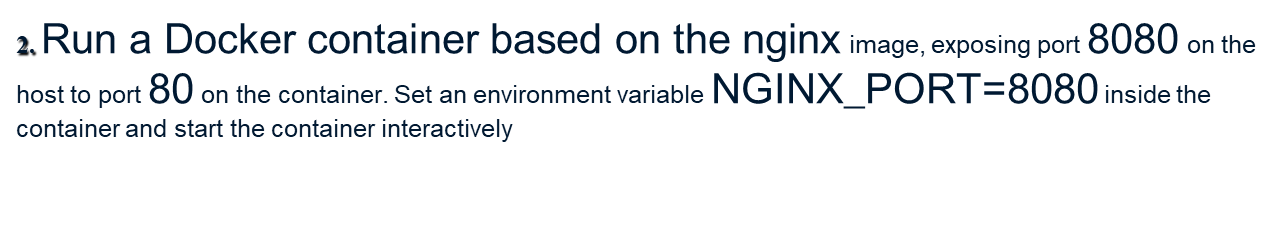 2. Run a Docker container based on the nginx image, exposing port 8080 on the
host to port 80 on the container. Set an environment variable NGINX_PORT=8080 inside the
container and start the container interactively